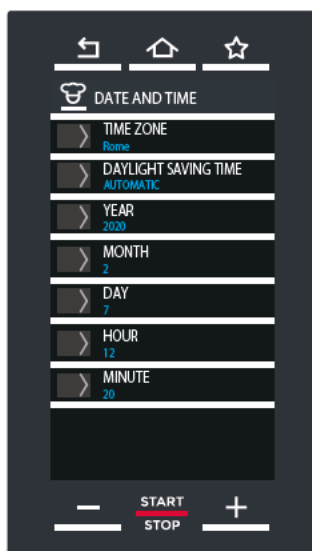 DATE AND TIME
TIME ZONE
Rome
DAYLIGHT SAVING TIME
AUTOMATIC
YEAR
2020
MONTH
2
DAY
7
HOUR
12
MINUTE
20
START
STOP